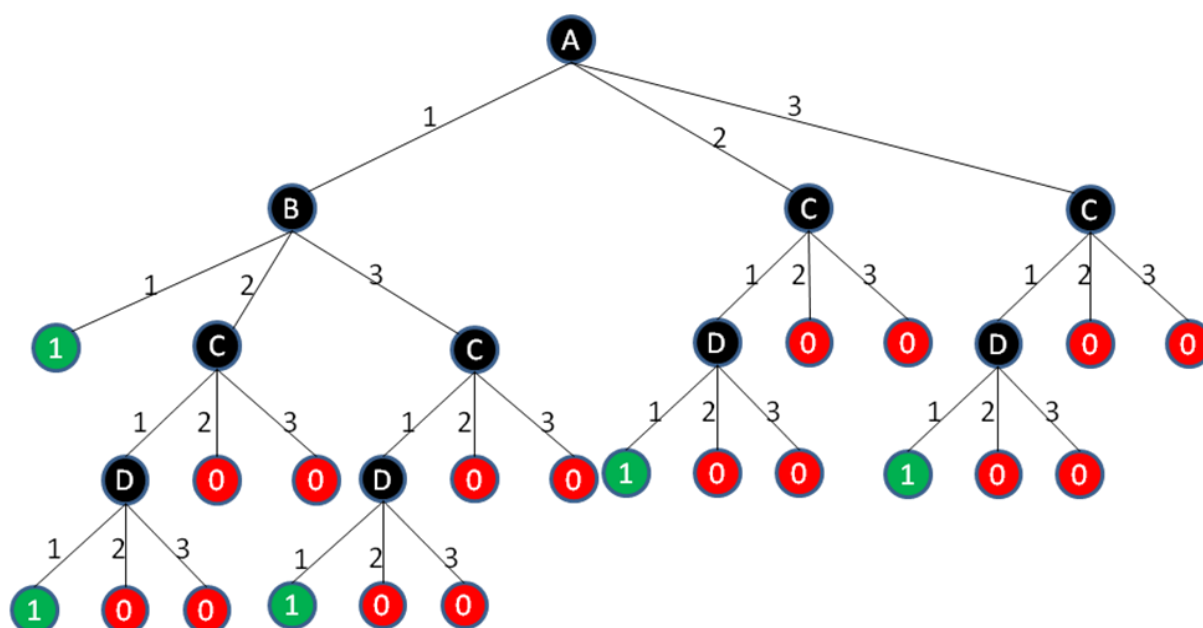 A
1 2 3
B C C
1 2 3 1 2 3 1 2 3
1 C C D 0 0 D 0 0
1 2 3 1 2 3 1 2 3 1 2 3
D 0 0 D 0 0 1 0 0 1 0 0
1 2 3 1 2 3
1 0 0 1 0 0